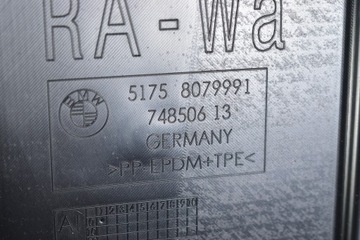 RA-Wa
BMW
5175 8079991
748506 13
GERMANY
>PP-EPDM+TPE<
A